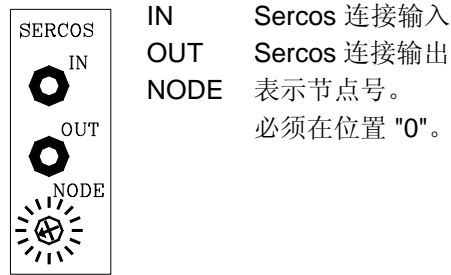 SERCOS
IN
OUT
NODE
IN Sercos 连接输入
OUT Sercos 连接输出
NODE 表示节点号。
必须在位置 "0"。